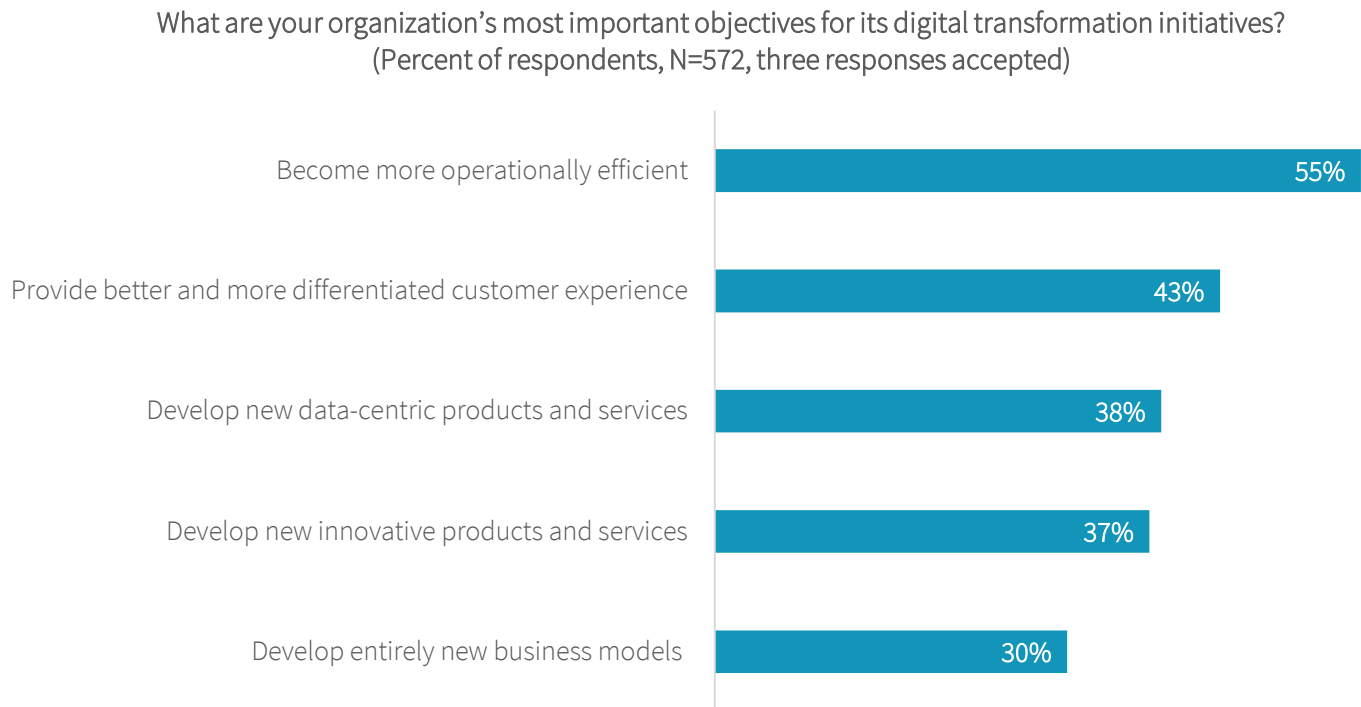 What are your organization’s most important objectives for its digital transformation initiatives?
(Percent of respondents, N=572, three responses accepted)
Become more operationally efficient 55%
Provide better and more differentiated customer experience 43%
Develop new data-centric products and services 38%
Develop new innovative products and services 37%
Develop entirely new business models 30%